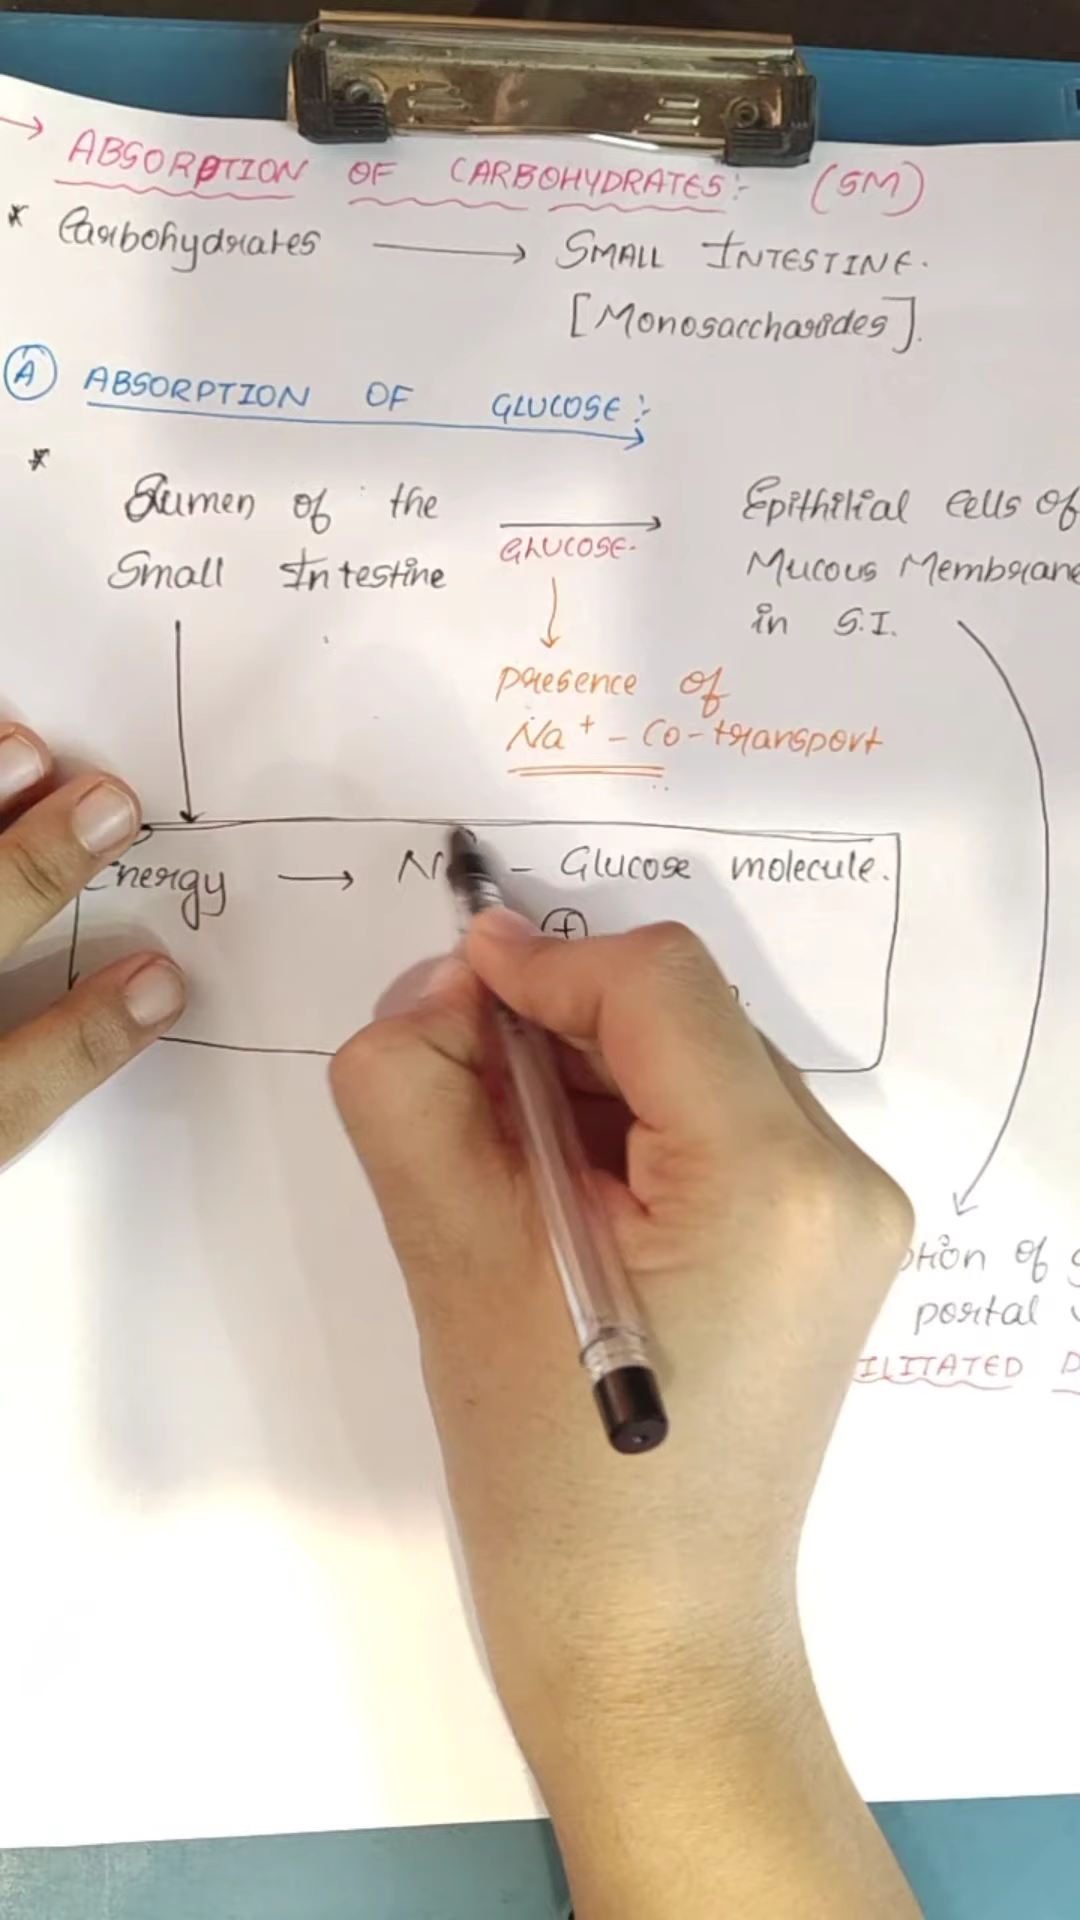 ABSORPTION OF CARBOHYDRATES:- (5M)
* Carbohydrates → SMALL INTESTINE.
[Monosaccharides].
A ABSORPTION OF GLUCOSE:-
* Lumen of the → Epithilial Cells of
GLUCOSE.
Small Intestine Mucous Membrane
in S.I.
presence of
Na+ - Co-transport
Energy → - Glucose molecule.
+
of
portal
D